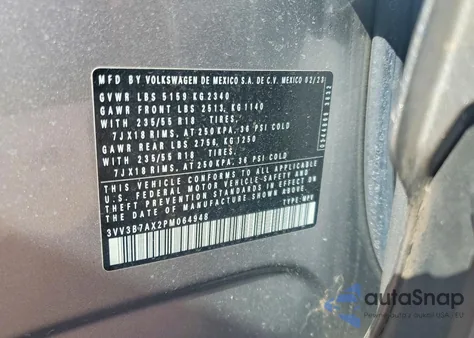 MFD BY VOLKSWAGEN DE MEXICO S.A. DE C.V. MEXICO 02/23
GVWR LBS 5159 KG.2340
GAWR FRONT LBS 2513, KG 1140
WITH 235/55 R18 TIRES,
7JX18 RIMS, AT 250 KPA, 36 PSI COLD
GAWR REAR LBS 2756, KG 1250
WITH 235/55 R18 TIRES,
7JX18 RIMS, AT 250 KPA, 36 PSI COLD
THIS VEHICLE CONFORMS TO ALL APPLICABLE
U.S. FEDERAL MOTOR VEHICLE SAFETY AND
THEFT PREVENTION STANDARDS IN EFFECT ON THE
DATE OF MANUFACTURE SHOWN ABOVE.
3VV3B7AX2PM064948
TYPE: MPV
autoSnap